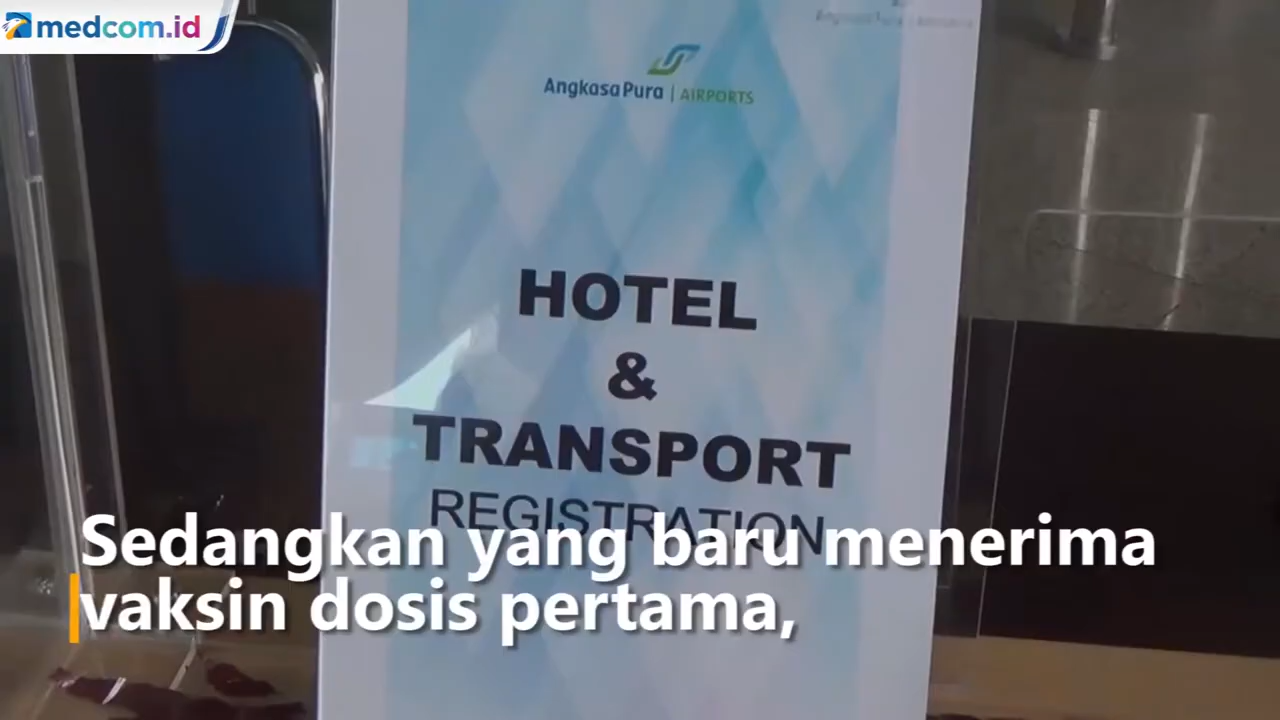 medcom.id
AngkasaPura | AIRPORTS
HOTEL
&
TRANSPORT
REGISTRATION
Sedangkan yang baru menerima
vaksin dosis pertama,